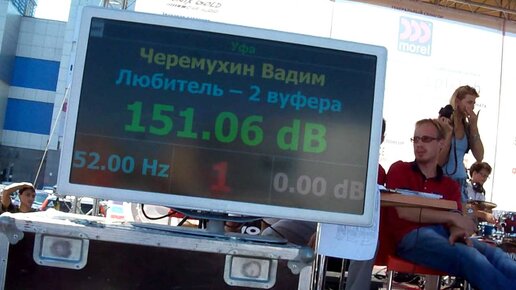 morel
Уфа
Черемухин Вадим
Любитель – 2 вуфера
151.06 dB
52.00 Hz
1
0.00 dB